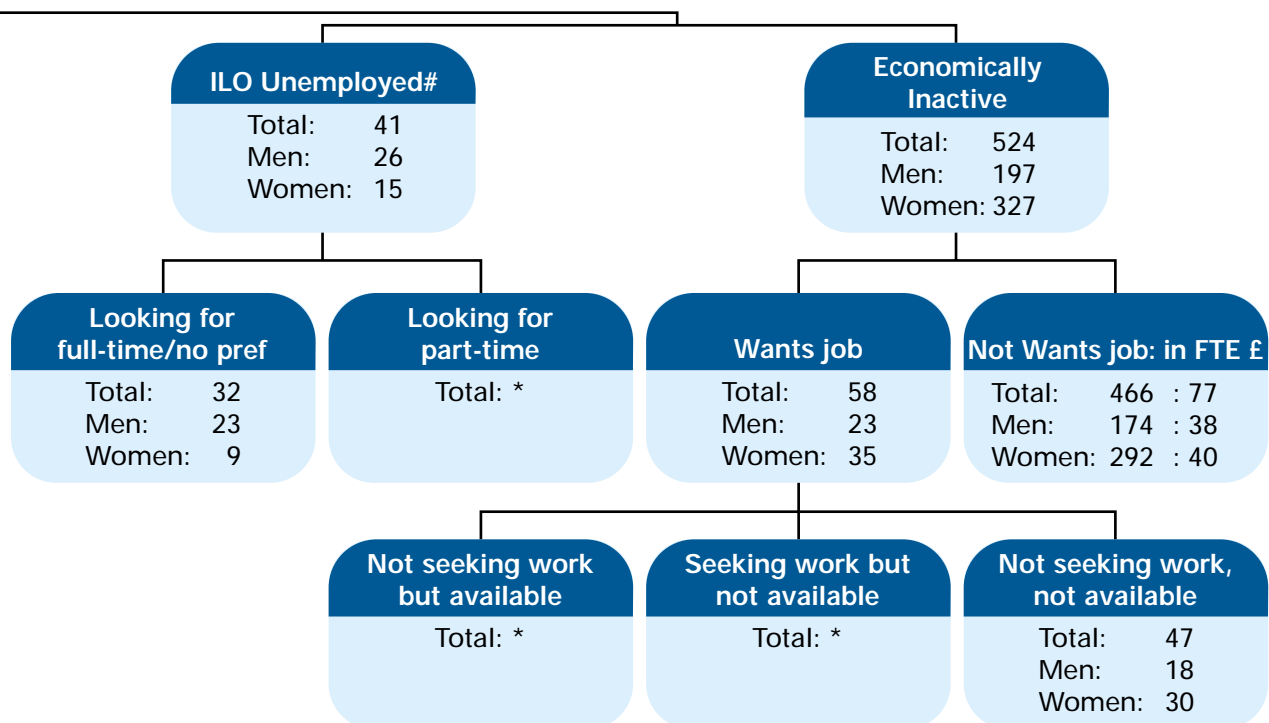 ILO Unemployed#
Total: 41
Men: 26
Women: 15
Economically
Inactive
Total: 524
Men: 197
Women: 327
Looking for
full-time/no pref
Total: 32
Men: 23
Women: 9
Looking for
part-time
Total: *
Wants job
Total: 58
Men: 23
Women: 35
Not Wants job: in FTE £
Total: 466 : 77
Men: 174 : 38
Women: 292 : 40
Not seeking work
but available
Total: *
Seeking work but
not available
Total: *
Not seeking work,
not available
Total: 47
Men: 18
Women: 30